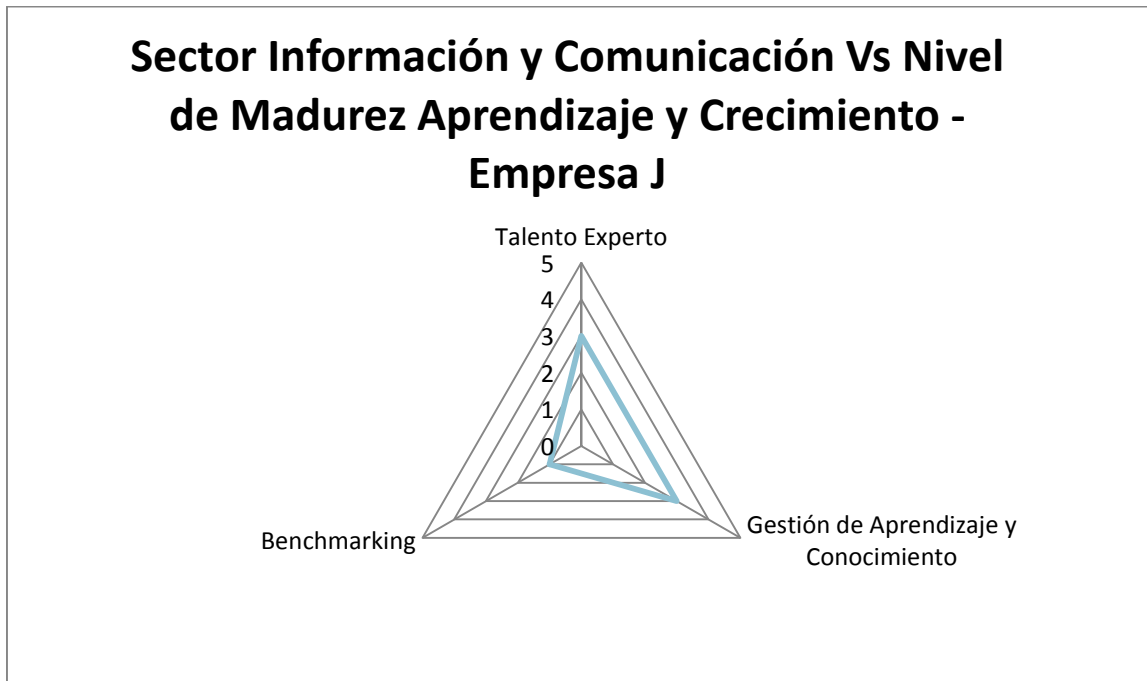 Sector Información y Comunicación Vs Nivel
de Madurez Aprendizaje y Crecimiento -
Empresa J
Talento Experto
5
4
3
2
1
0
Benchmarking
Gestión de Aprendizaje y
Conocimiento